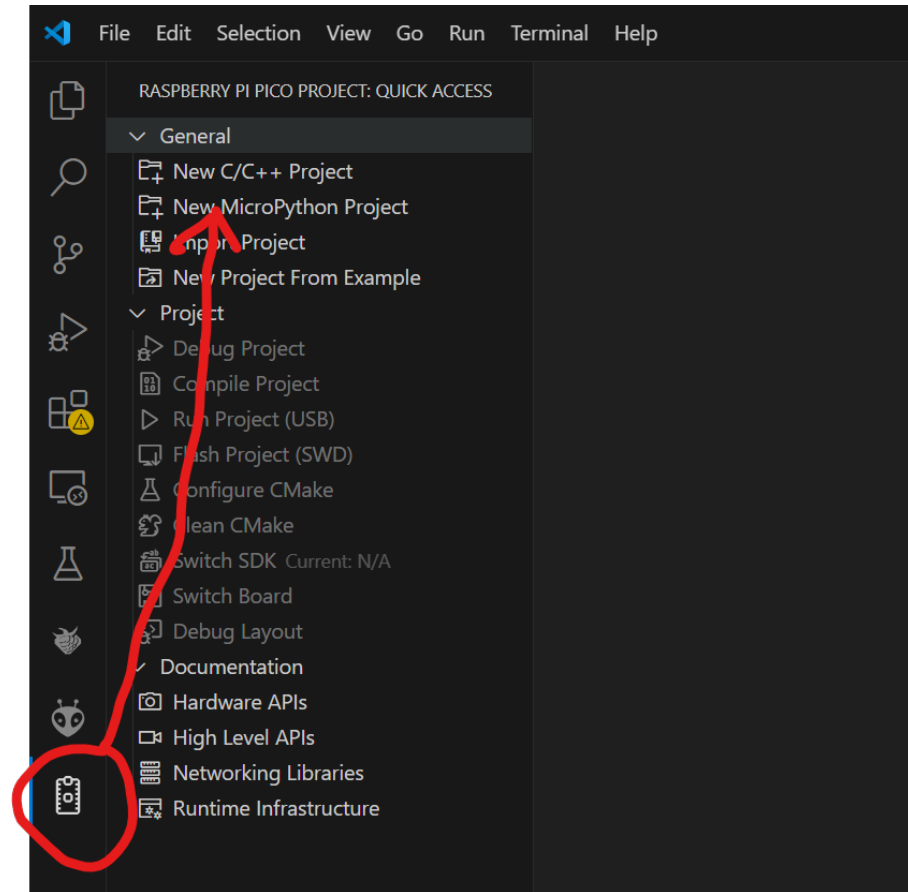 File Edit Selection View Go Run Terminal Help
RASPBERRY PI PICO PROJECT: QUICK ACCESS
General
New C/C++ Project
New MicroPython Project
Import Project
New Project From Example
Project
Debug Project
Compile Project
Run Project (USB)
Flash Project (SWD)
Configure CMake
Clean CMake
Switch SDK Current: N/A
Switch Board
Debug Layout
Documentation
Hardware APIs
High Level APIs
Networking Libraries
Runtime Infrastructure